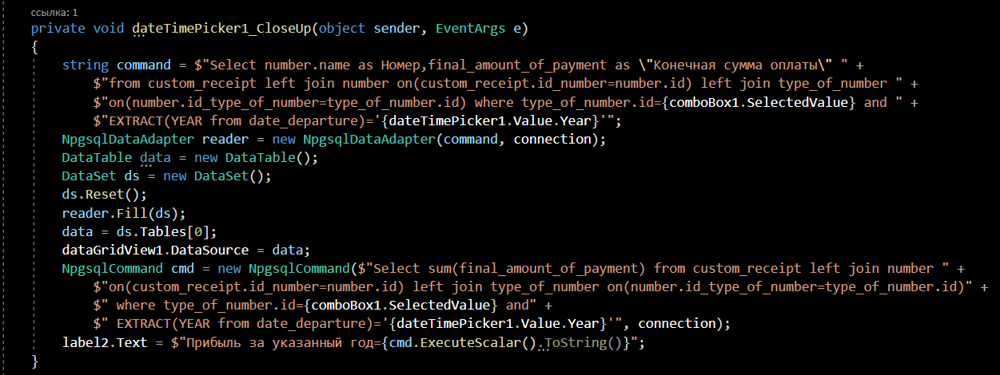 ссылка: 1
private void dateTimePicker1_CloseUp(object sender, EventArgs e)
{
string command = $"Select number.name as Номер,final_amount_of_payment as \"Конечная сумма оплаты\" " +
$"from custom_receipt left join number on(custom_receipt.id_number=number.id) left join type_of_number " +
$"on(number.id_type_of_number=type_of_number.id) where type_of_number.id={comboBox1.SelectedValue} and " +
$"EXTRACT(YEAR from date_departure)='{dateTimePicker1.Value.Year}'";
NpgsqlDataAdapter reader = new NpgsqlDataAdapter(command, connection);
DataTable data = new DataTable();
DataSet ds = new DataSet();
ds.Reset();
reader.Fill(ds);
data = ds.Tables[0];
dataGridView1.DataSource = data;
NpgsqlCommand cmd = new NpgsqlCommand($"Select sum(final_amount_of_payment) from custom_receipt left join number " +
$"on(custom_receipt.id_number=number.id) left join type_of_number on(number.id_type_of_number=type_of_number.id)" +
$" where type_of_number.id={comboBox1.SelectedValue} and" +
$" EXTRACT(YEAR from date_departure)='{dateTimePicker1.Value.Year}'", connection);
label2.Text = $"Прибыль за указанный год={cmd.ExecuteScalar().ToString()}";
}